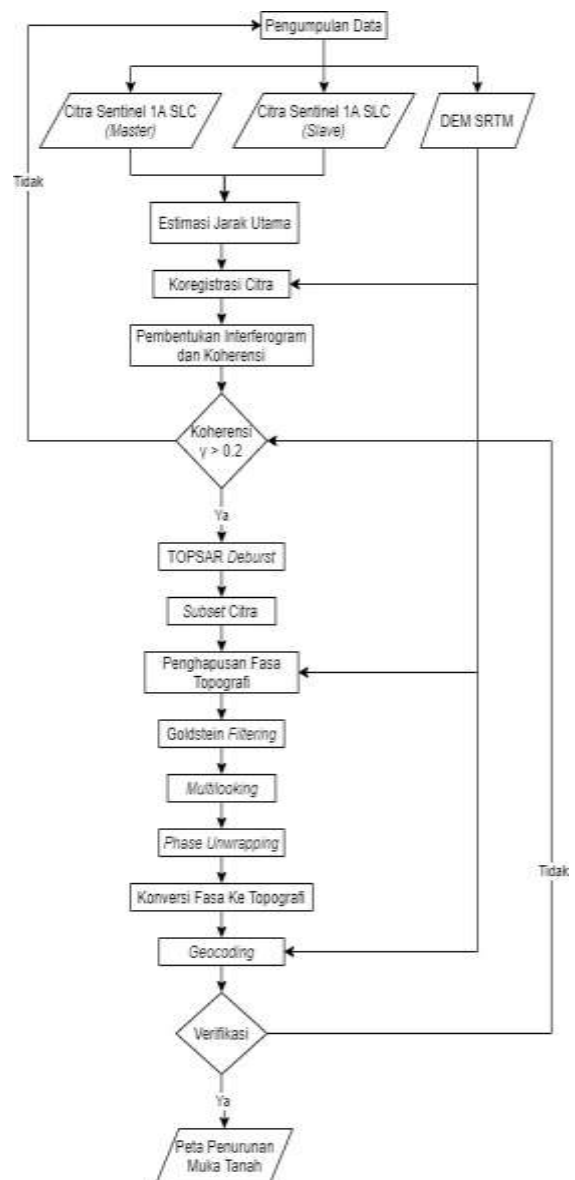 Pengumpulan Data
Citra Sentinel 1A SLC
(Master)
Citra Sentinel 1A SLC
(Slave)
DEM SRTM
Tidak
Estimasi Jarak Utama
Koregistrasi Citra
Pembentukan Interferogram
dan Koherensi
Koherensi
γ > 0.2
Ya
TOPSAR Deburst
Subset Citra
Penghapusan Fasa
Topografi
Goldstein Filtering
Multilooking
Phase Unwrapping
Tidak
Konversi Fasa Ke Topografi
Geocoding
Verifikasi
Ya
Peta Penurunan
Muka Tanah